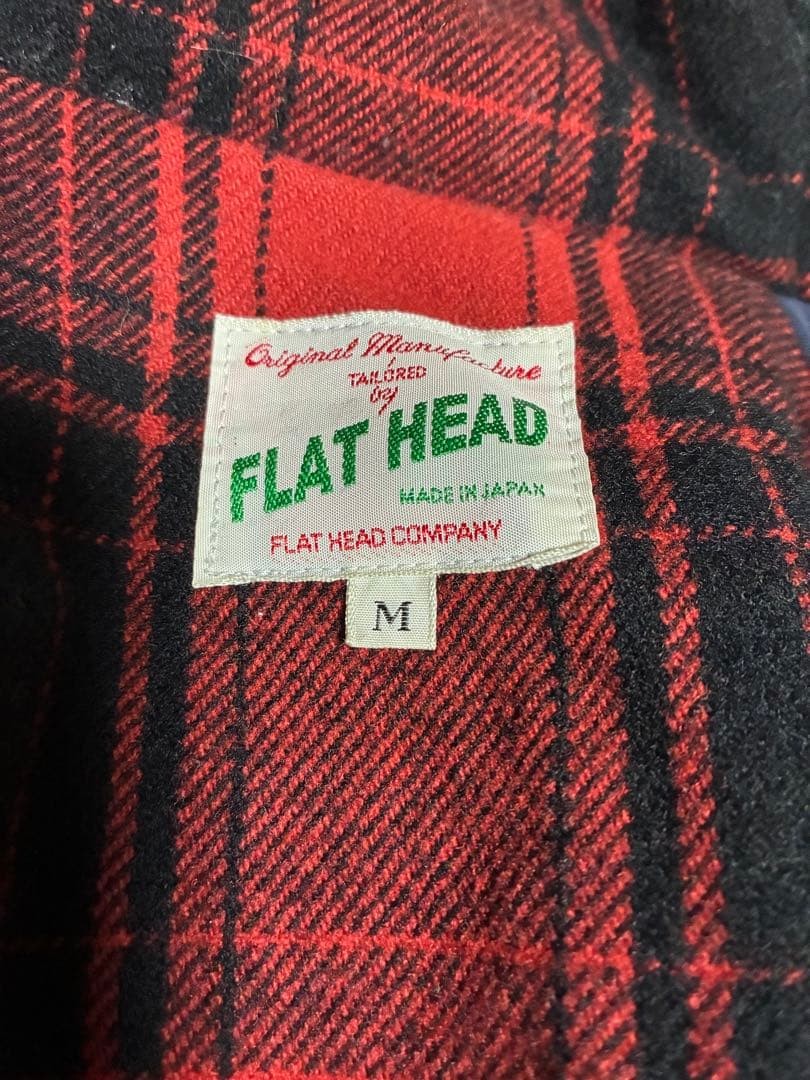 Original Manufacture
TAILORED
by
FLAT HEAD
MADE IN JAPAN
FLAT HEAD COMPANY
M